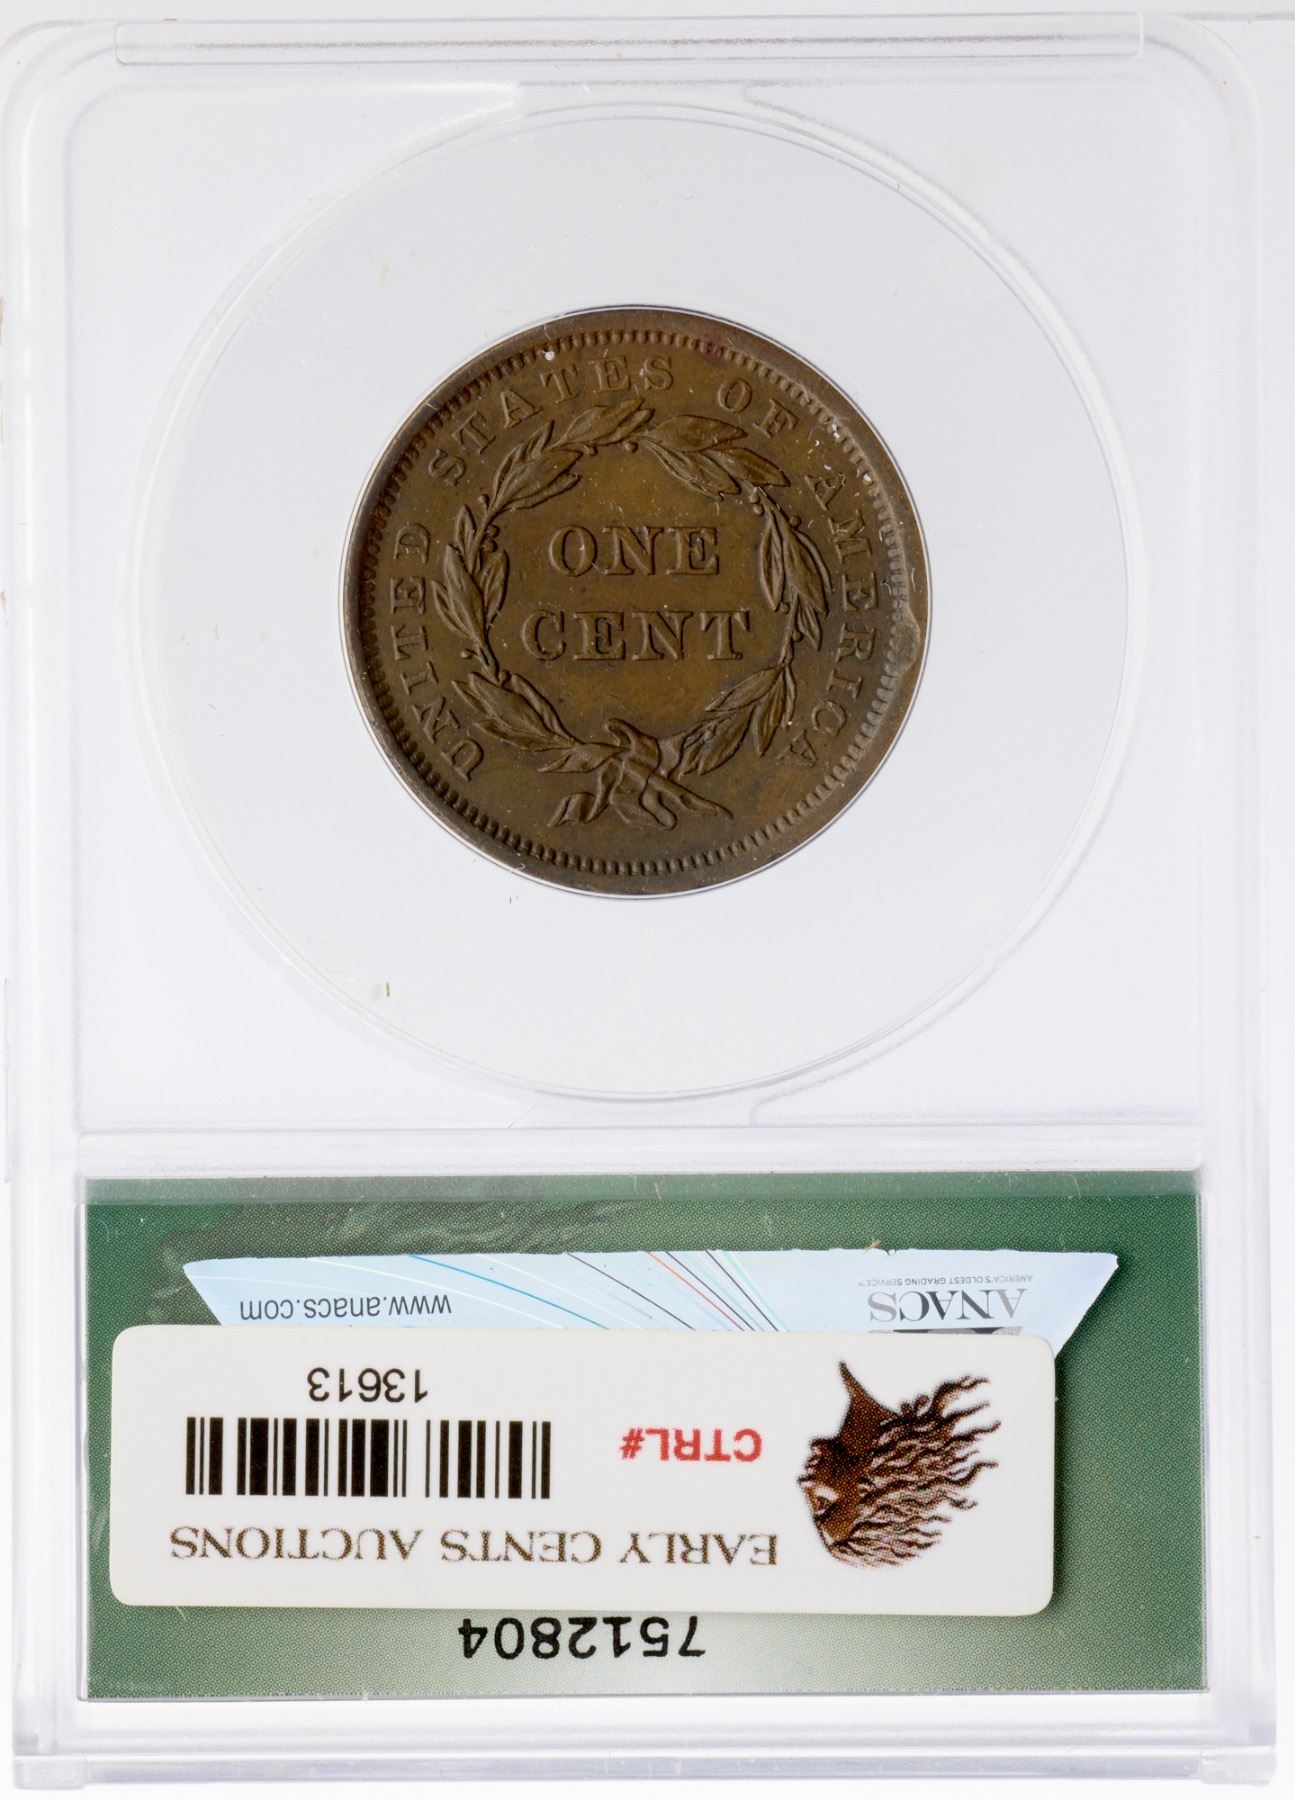 UNITED STATES OF AMERICA
ONE
CENT
7512804
EARLY CENTS AUCTIONS
CTRL#
13613
ANACS
AMERICA'S OLDEST GRADING SERVICE™
www.anacs.com